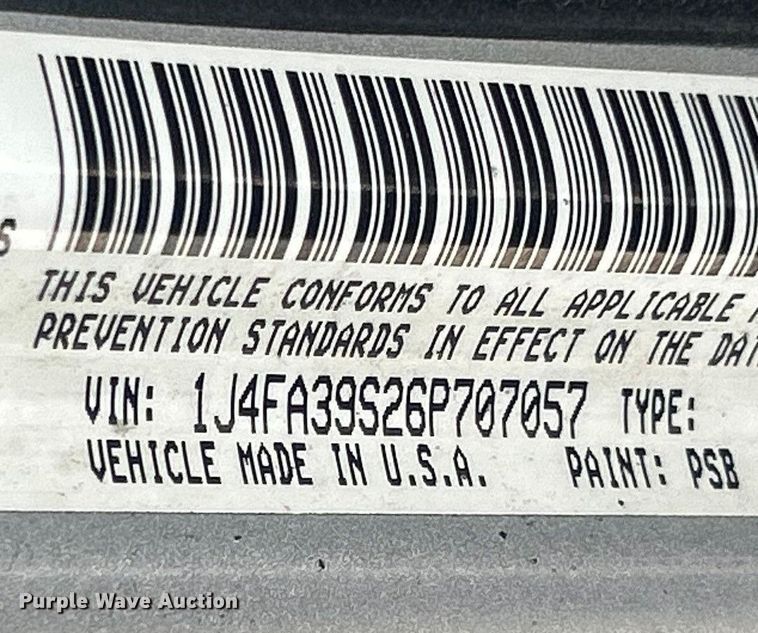 S
THIS VEHICLE CONFORMS TO ALL APPLICABLE
PREVENTION STANDARDS IN EFFECT ON THE DAT
VIN: 1J4FA39S26P707057 TYPE:
VEHICLE MADE IN U.S.A. PAINT: PSB
Purple Wave Auction